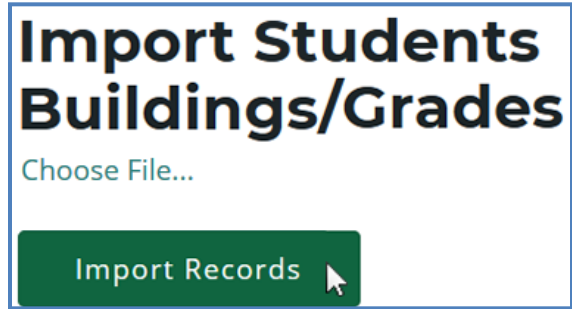 Import Students
Buildings/Grades
Choose File...
Import Records